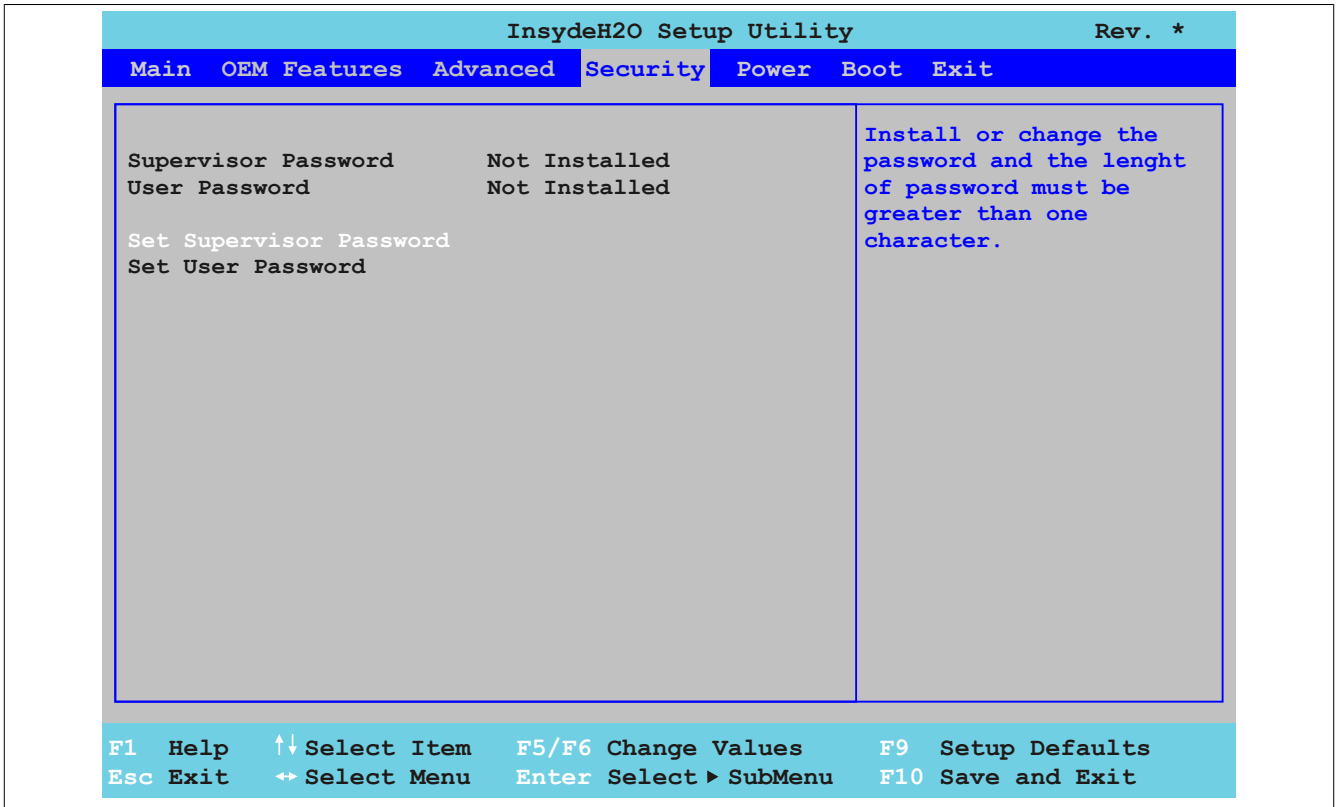 InsydeH2O Setup Utility Rev. *
Main OEM Features Advanced Security Power Boot Exit
Supervisor Password Not Installed
User Password Not Installed
Set Supervisor Password
Set User Password
Install or change the
password and the lenght
of password must be
greater than one
character.
F1 Help ↑↓ Select Item F5/F6 Change Values F9 Setup Defaults
Esc Exit ↔ Select Menu Enter Select ▶ SubMenu F10 Save and Exit